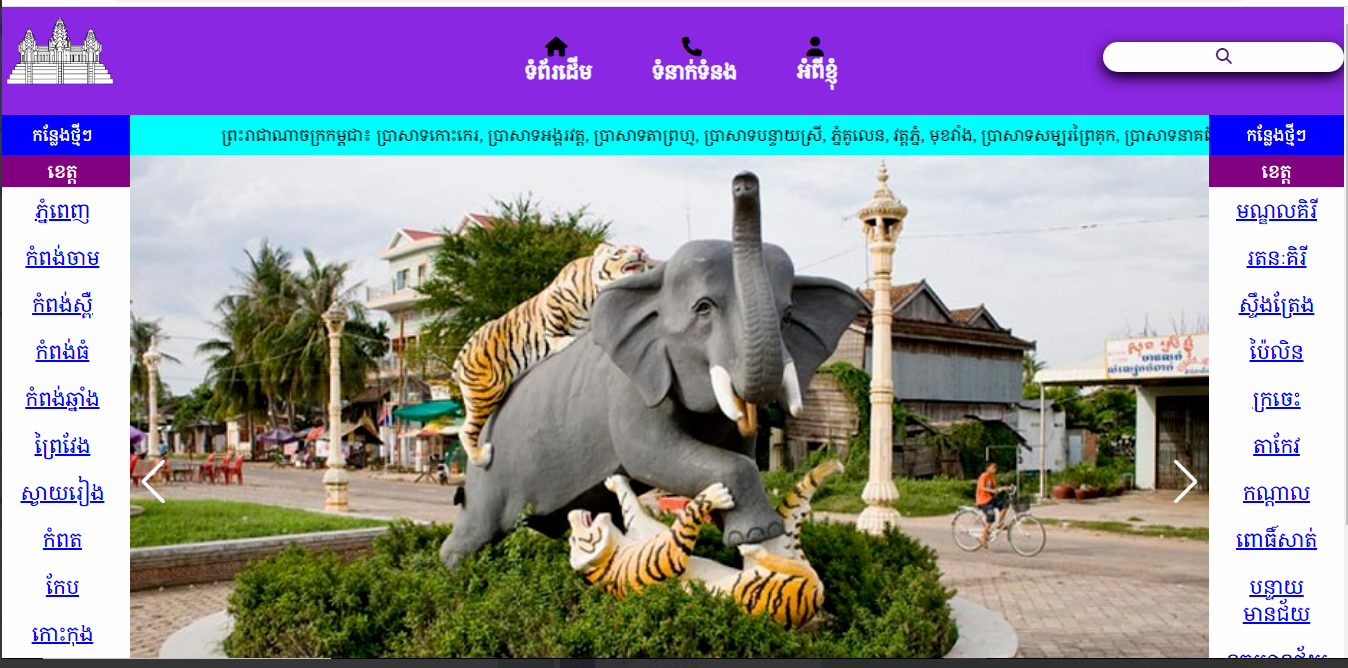 ទំព័រដើម
ទំនាក់ទំនង
អំពីខ្ញុំ
កន្លែងថ្មីៗ
ព្រះរាជាណាចក្រកម្ពុជា៖ ប្រាសាទកោះកេរ, ប្រាសាទអង្គរវត្ត, ប្រាសាទតាព្រហ្ម, ប្រាសាទបន្ទាយស្រី, ភ្នំគូលេន, វត្តភ្នំ, មុខវាំង, ប្រាសាទសម្បូរព្រៃគុក, ប្រាសាទនាគព័
កន្លែងថ្មីៗ
ខេត្ត
ភ្នំពេញ
កំពង់ចាម
កំពង់ស្ពឺ
កំពង់ធំ
កំពង់ឆ្នាំង
ព្រៃវែង
ស្វាយរៀង
កំពត
កែប
កោះកុង
ខេត្ត
មណ្ឌលគិរី
រតនៈគិរី
ស្ទឹងត្រែង
ប៉ៃលិន
ក្រចេះ
តាកែវ
កណ្តាល
ពោធិ៍សាត់
បន្ទាយ
មានជ័យ